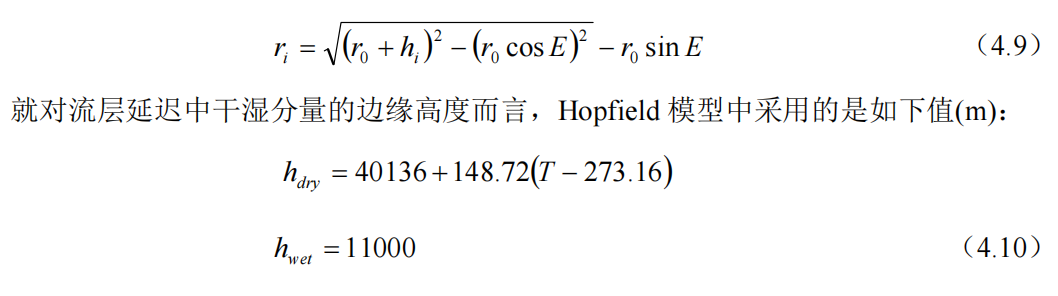 r_i = √((r_0 + h_i)^2 − (r_0 cos E)^2) − r_0 sin E （4.9）
就对流层延迟中干湿分量的边缘高度而言，Hopfield 模型中采用的是如下值(m)：
h_dry = 40136 + 148.72(T − 273.16)
h_wet = 11000 （4.10）